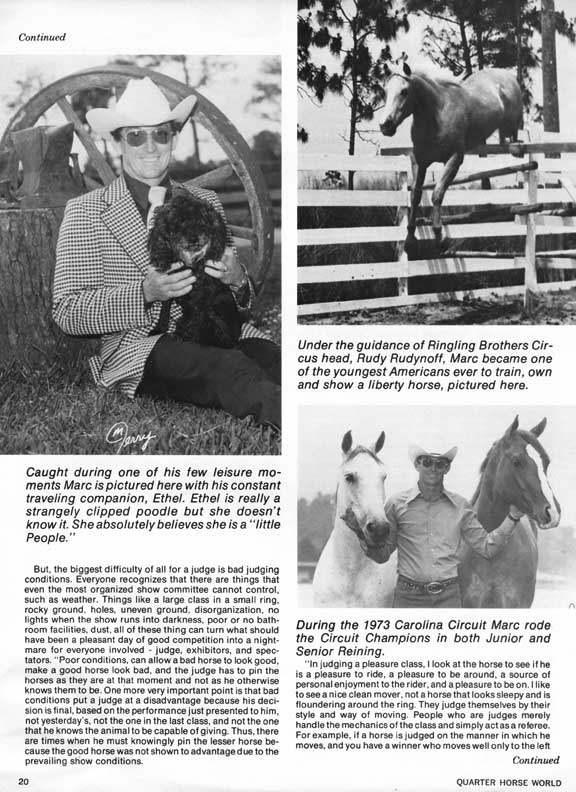 Continued
© M Jerry
Caught during one of his few leisure mo-
ments Marc is pictured here with his constant
traveling companion, Ethel. Ethel is really a
strangely clipped poodle but she doesn't
know it. She absolutely believes she is a "little
People."
But, the biggest difficulty of all for a judge is bad judging
conditions. Everyone recognizes that there are things that
even the most organized show committee cannot control,
such as weather. Things like a large class in a small ring,
rocky ground, holes, uneven ground, disorganization, no
lights when the show runs into darkness, poor or no bath-
room facilities, dust, all of these thing can turn what should
have been a pleasant day of good competition into a night-
mare for everyone involved - judge, exhibitors, and spec-
tators. "Poor conditions, can allow a bad horse to look good,
make a good horse look bad, and the judge has to pin the
horses as they are at that moment and not as he otherwise
knows them to be. One more very important point is that bad
conditions put a judge at a disadvantage because his deci-
sion is final, based on the performance just presented to him,
not yesterday's, not the one in the last class, and not the one
that he knows the animal to be capable of giving. Thus, there
are times when he must knowingly pin the lesser horse be-
cause the good horse was not shown to advantage due to the
prevailing show conditions.
Under the guidance of Ringling Brothers Cir-
cus head, Rudy Rudynoff, Marc became one
of the youngest Americans ever to train, own
and show a liberty horse, pictured here.
During the 1973 Carolina Circuit Marc rode
the Circuit Champions in both Junior and
Senior Reining.
"In judging a pleasure class, I look at the horse to see if he
is a pleasure to ride, a pleasure to be around, a source of
personal enjoyment to the rider, and a pleasure to be on. I like
to see a nice clean mover, not a horse that looks sleepy and is
floundering around the ring. They judge themselves by their
style and way of moving. People who are judges merely
handle the mechanics of the class and simply act as a referee.
For example, if a horse is judged on the manner in which he
moves, and you have a winner who moves well only to the left
Continued
20
QUARTER HORSE WORLD